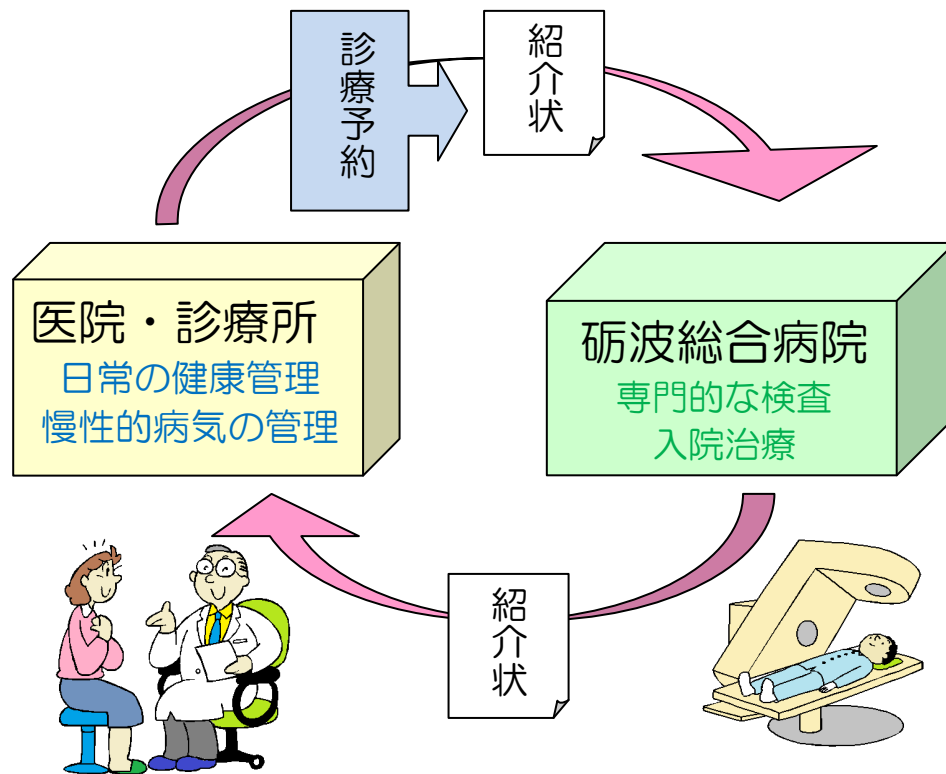 診療予約
紹介状
医院・診療所
日常の健康管理
慢性的病気の管理
砺波総合病院
専門的な検査
入院治療
紹介状